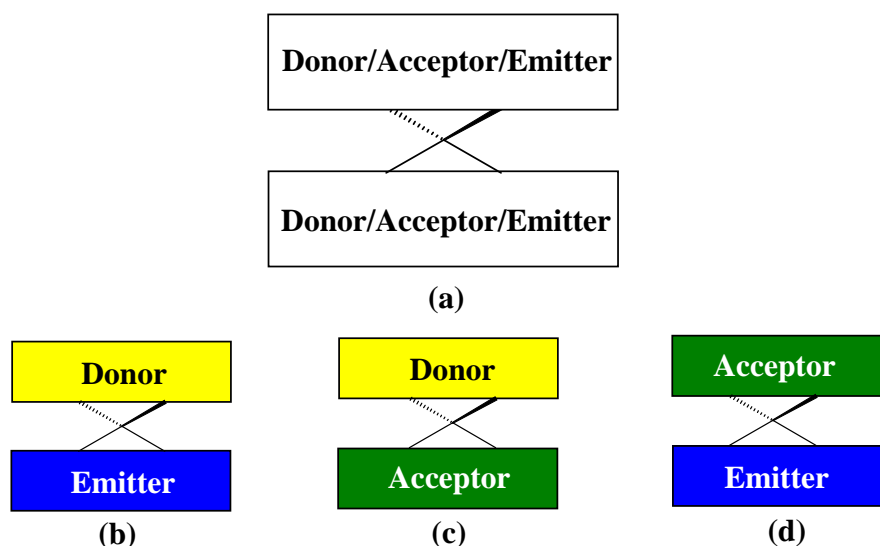 Donor/Acceptor/Emitter
Donor/Acceptor/Emitter
(a)
Donor
Emitter
(b)
Donor
Acceptor
(c)
Acceptor
Emitter
(d)